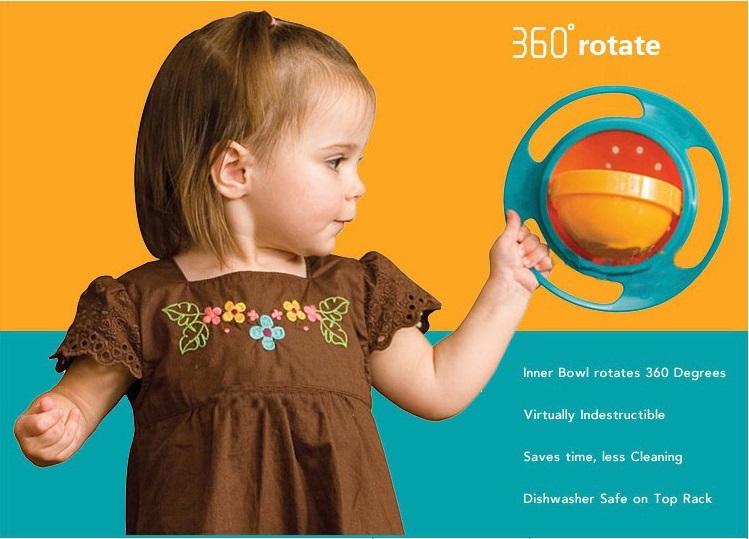 360° rotate
Inner Bowl rotates 360 Degrees
Virtually Indestructible
Saves time, less Cleaning
Dishwasher Safe on Top Rack